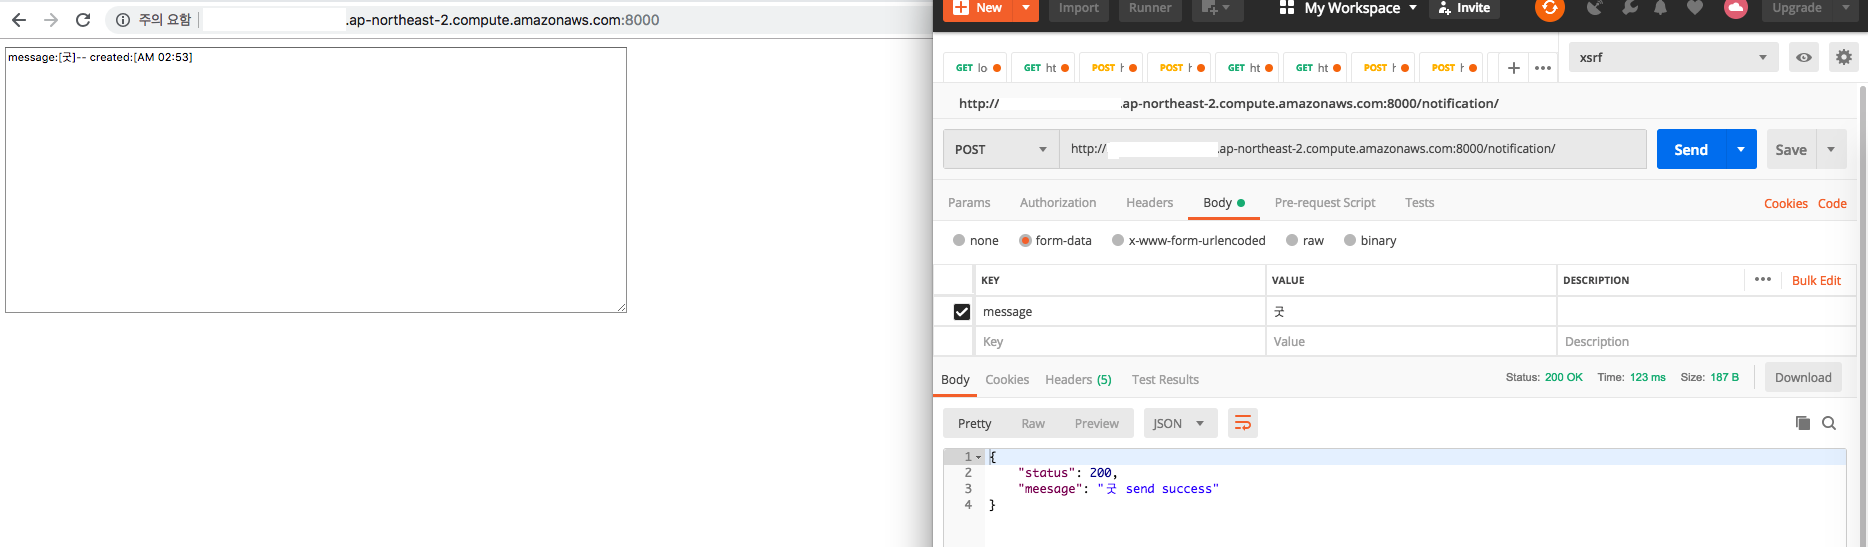 주의 요함 .ap-northeast-2.compute.amazonaws.com:8000
message:[굿]-- created:[AM 02:53]
New Import Runner My Workspace Invite Upgrade
GET lo GET ht POST POST GET ht GET ht POST POST
xsrf
http:// .ap-northeast-2.compute.amazonaws.com:8000/notification/
POST http:// .ap-northeast-2.compute.amazonaws.com:8000/notification/ Send Save
Params Authorization Headers Body Pre-request Script Tests Cookies Code
none form-data x-www-form-urlencoded raw binary
KEY VALUE DESCRIPTION Bulk Edit
message 굿
Key Value Description
Body Cookies Headers (5) Test Results Status: 200 OK Time: 123 ms Size: 187 B Download
Pretty Raw Preview JSON
1 {
2 "status": 200,
3 "meesage": "굿 send success"
4 }